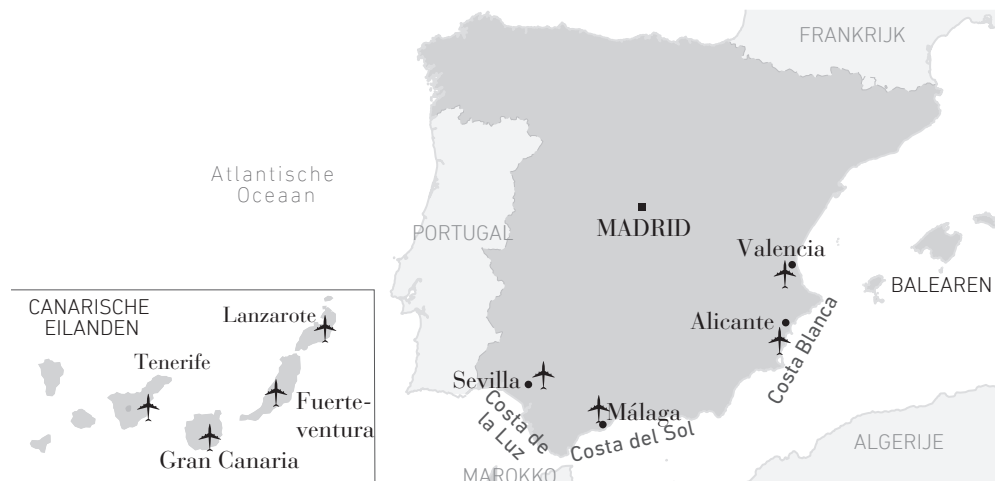 FRANKRIJK
Atlantische
Oceaan
PORTUGAL
MADRID
Valencia
BALEAREN
CANARISCHE
EILANDEN
Lanzarote
Alicante
Costa Blanca
Tenerife
Sevilla
Fuerte-
ventura
Málaga
Costa de
la Luz
Costa del Sol
Gran Canaria
ALGERIJE
MAROKKO